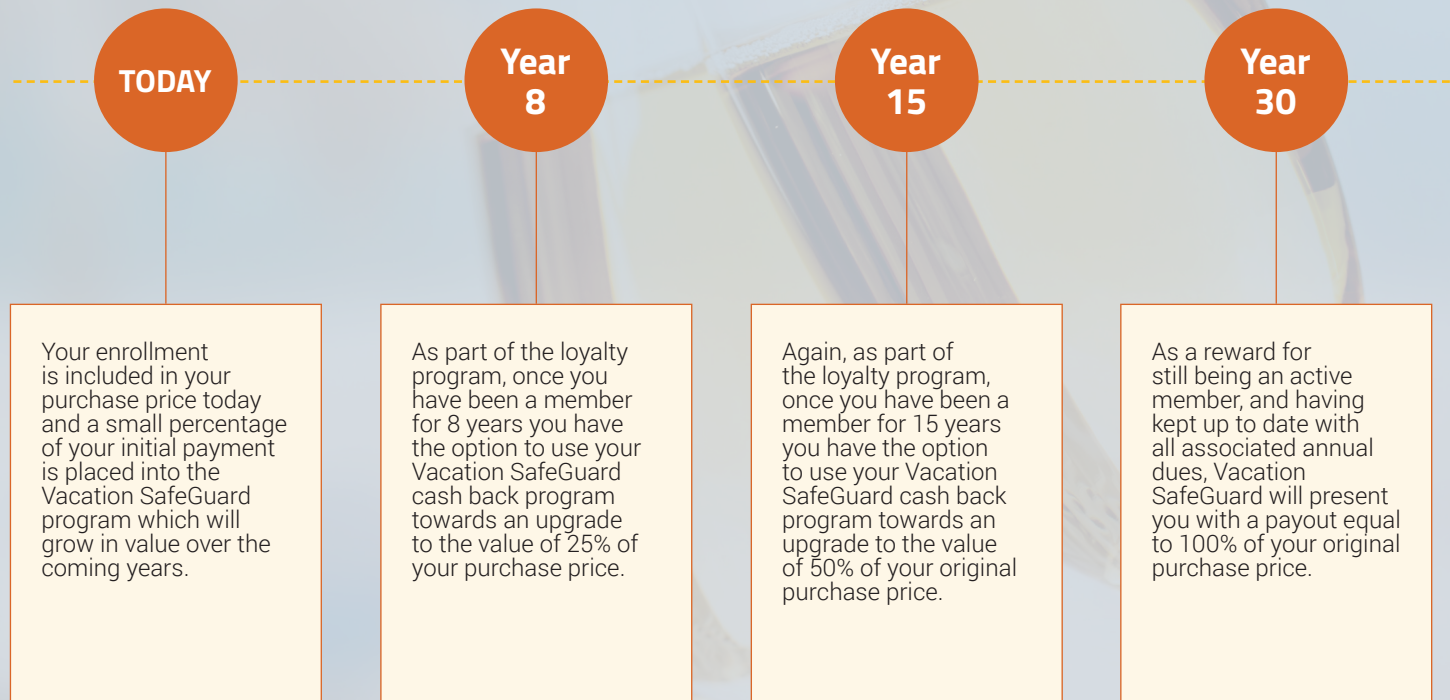 TODAY
Your enrollment
is included in your
purchase price today
and a small percentage
of your initial payment
is placed into the
Vacation SafeGuard
program which will
grow in value over the
coming years.
Year
8
As part of the loyalty
program, once you
have been a member
for 8 years you have
the option to use your
Vacation SafeGuard
cash back program
towards an upgrade
to the value of 25% of
your purchase price.
Year
15
Again, as part of
the loyalty program,
once you have been a
member for 15 years
you have the option
to use your Vacation
SafeGuard cash back
program towards an
upgrade to the value
of 50% of your original
purchase price.
Year
30
As a reward for
still being an active
member, and having
kept up to date with
all associated annual
dues, Vacation
SafeGuard will present
you with a payout equal
to 100% of your original
purchase price.